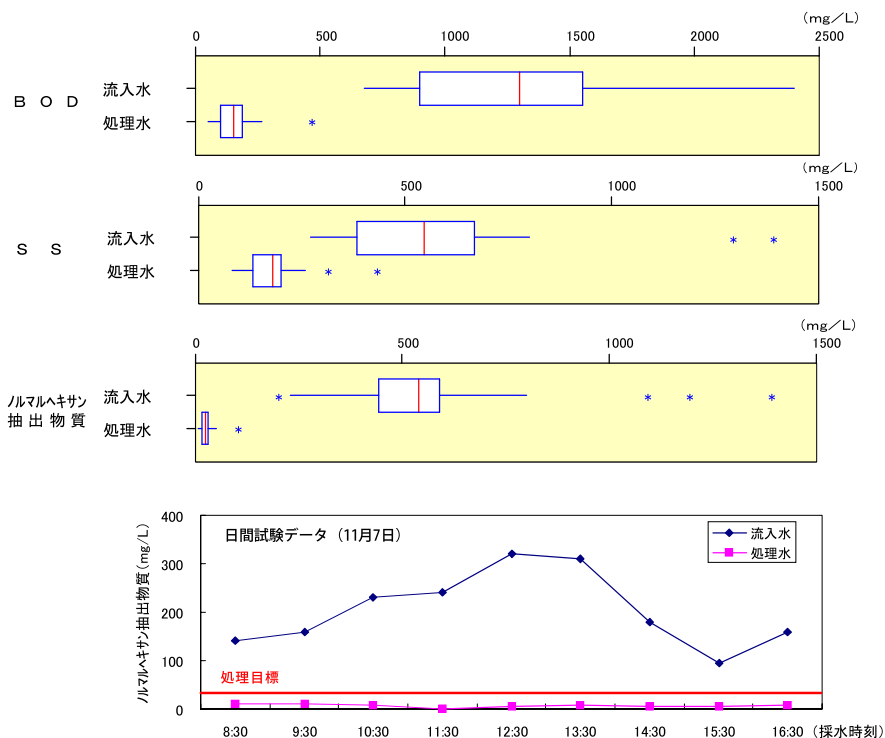 (mg/L)
0 500 1000 1500 2000 2500
BOD
流入水
処理水
*
(mg/L)
0 500 1000 1500
SS
流入水
* *
処理水
* *
(mg/L)
0 500 1000 1500
ノルマルヘキサン
抽出物質
流入水
* * * *
処理水
*
日間試験データ（11月7日）
流入水
処理水
ノルマルヘキサン抽出物質(mg/L)
400
300
200
100
0
処理目標
8:30 9:30 10:30 11:30 12:30 13:30 14:30 15:30 16:30 (採水時刻)